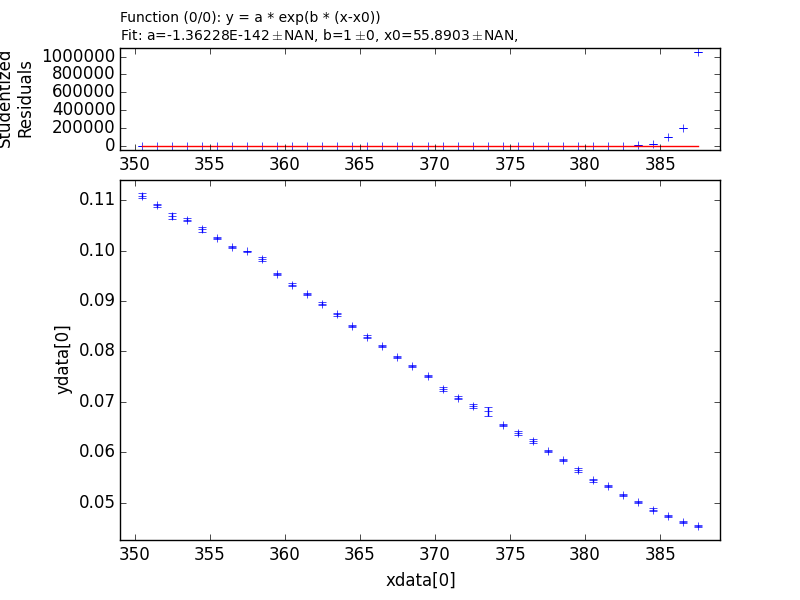 Function (0/0): y = a * exp(b * (x-x0))
Fit: a=-1.36228E-142±NAN, b=1±0, x0=55.8903±NAN,
Studentized
Residuals
1000000
800000
600000
400000
200000
0
350 355 360 365 370 375 380 385
0.11
0.10
0.09
0.08
0.07
0.06
0.05
ydata[0]
350 355 360 365 370 375 380 385
xdata[0]